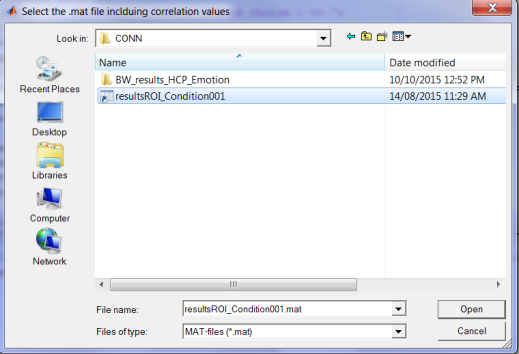 Select the .mat file inclduing correlation values
Look in: CONN
Name Date modified
BW_results_HCP_Emotion 10/10/2015 12:52 PM
resultsROI_Condition001 14/08/2015 11:29 AM
Recent Places
Desktop
Libraries
Computer
Network
File name: resultsROI_Condition001.mat Open
Files of type: MAT-files (*.mat) Cancel